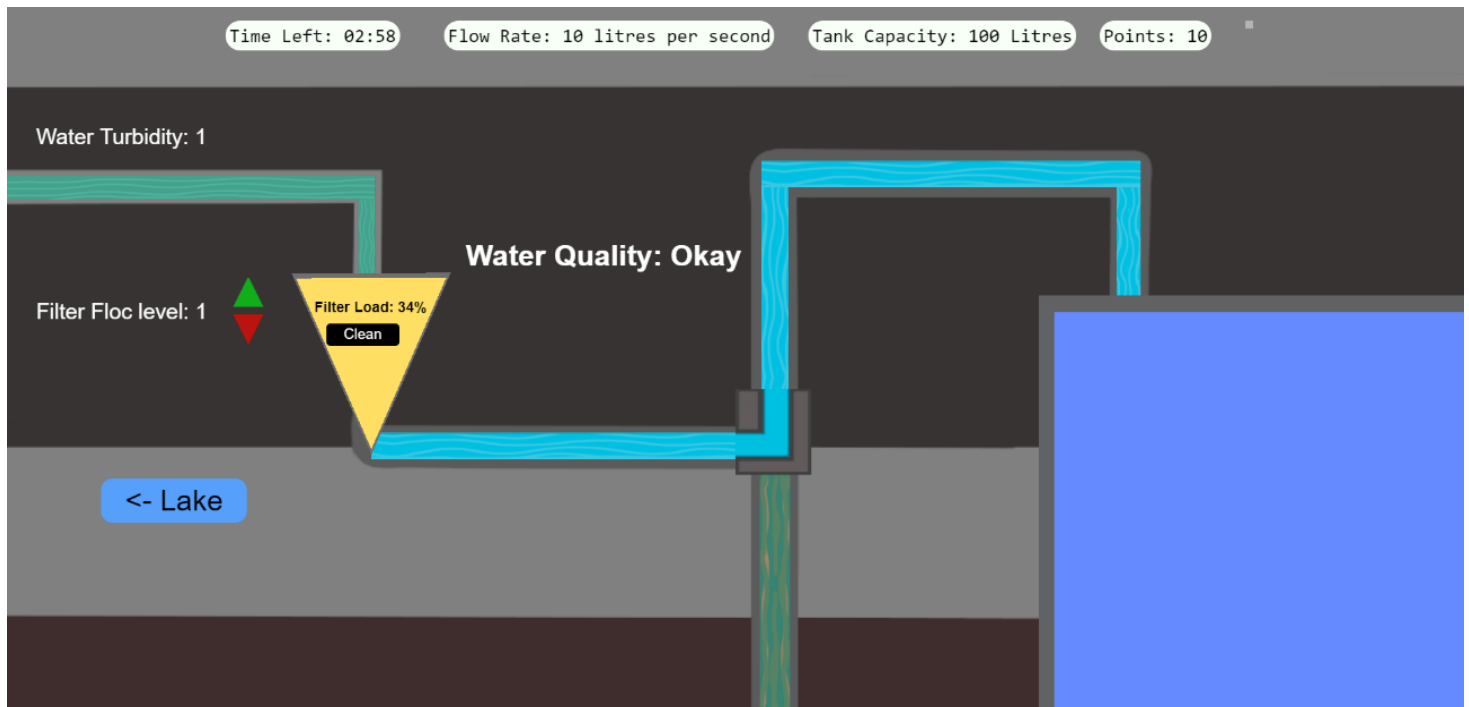 Time Left: 02:58
Flow Rate: 10 litres per second
Tank Capacity: 100 Litres
Points: 10
Water Turbidity: 1
Water Quality: Okay
Filter Floc level: 1
Filter Load: 34%
Clean
<- Lake